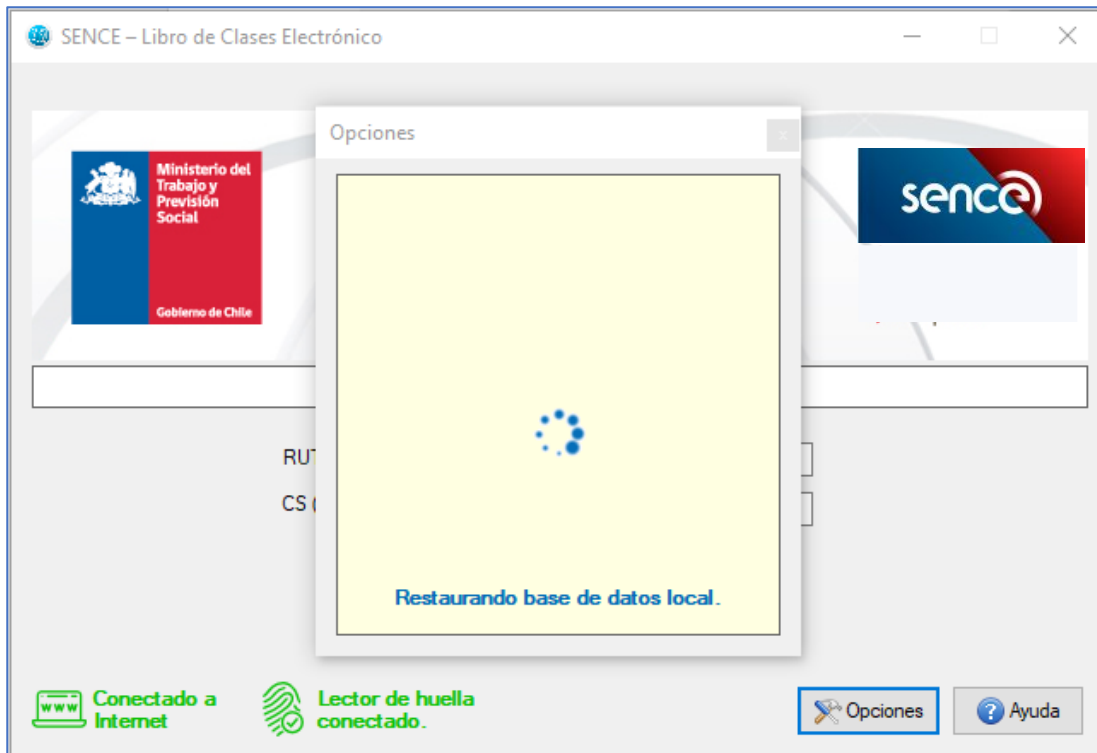 SENCE – Libro de Clases Electrónico
Opciones
x
Ministerio del
Trabajo y
Previsión
Social
Gobierno de Chile
sence
RUT
CS (
Restaurando base de datos local.
www
Conectado a
Internet
Lector de huella
conectado.
Opciones
Ayuda